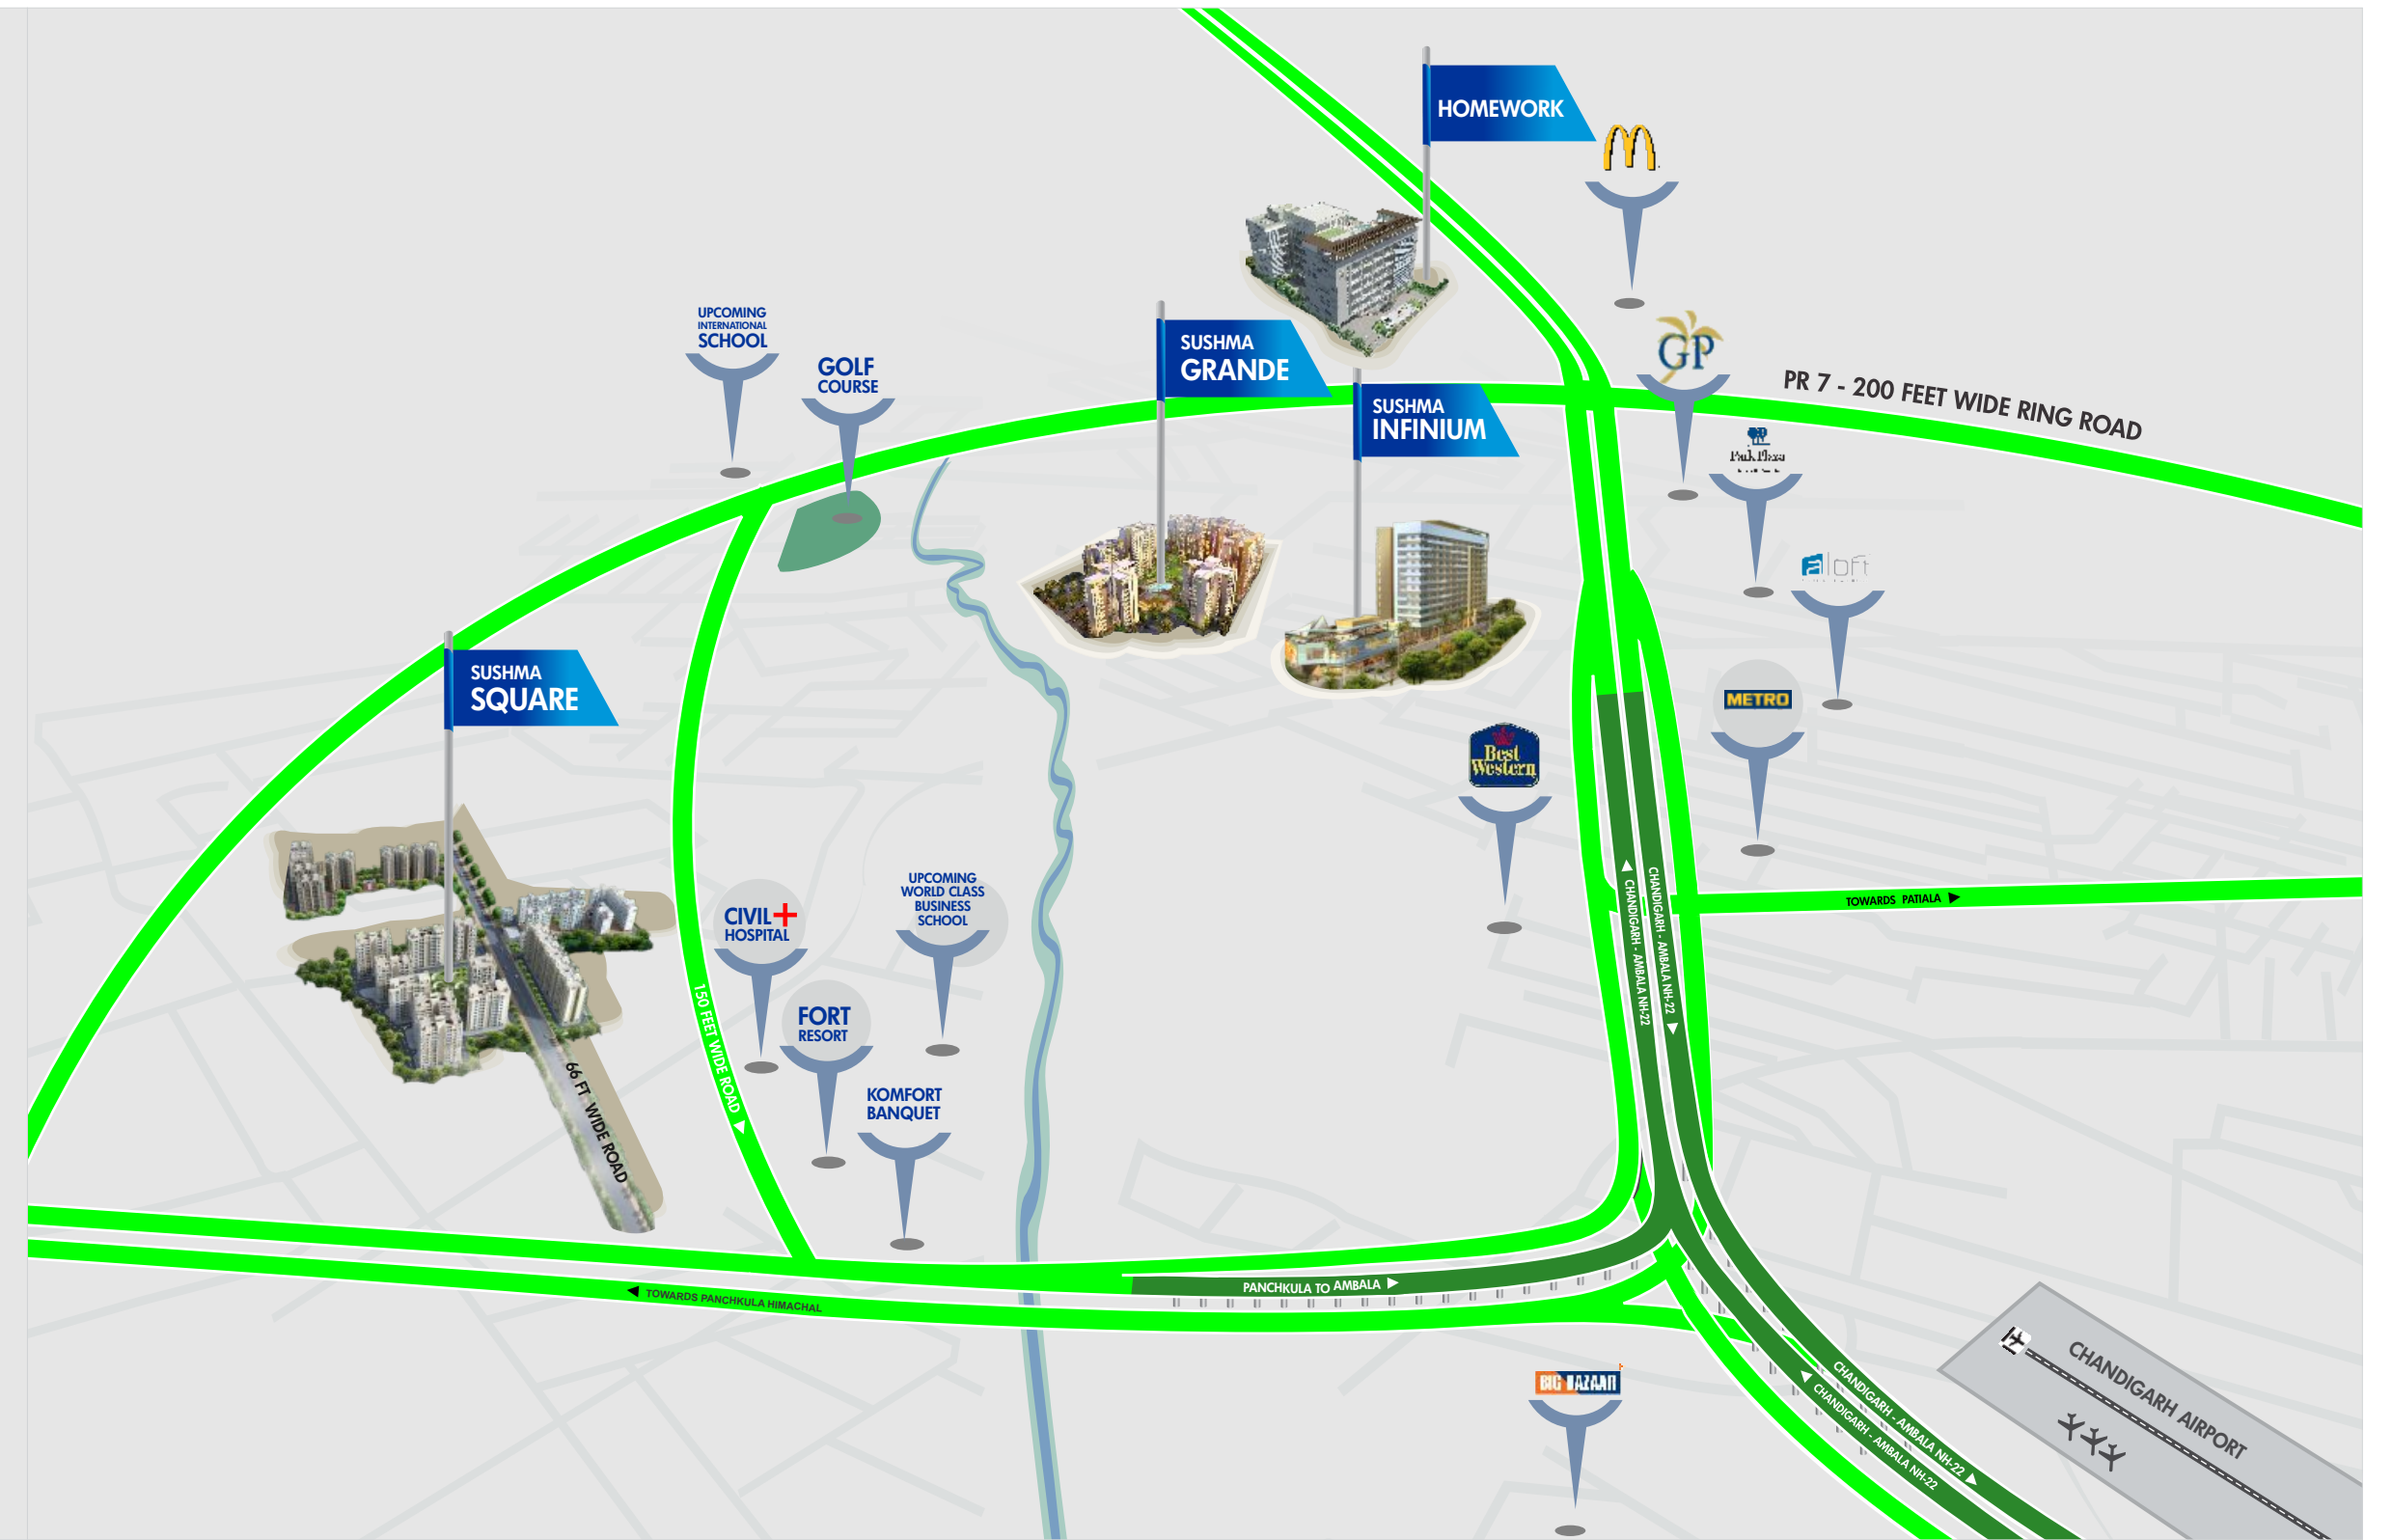 HOMEWORK
M
UPCOMING
INTERNATIONAL
SCHOOL
GOLF
COURSE
SUSHMA
GRANDE
SUSHMA
INFINIUM
GP
PR 7 - 200 FEET WIDE RING ROAD
Park Plaza
aloft
SUSHMA
SQUARE
METRO
Best
Western
UPCOMING
WORLD CLASS
BUSINESS
SCHOOL
CIVIL
HOSPITAL
TOWARDS PATIALA
CHANDIGARH - AMBALA NH-22
CHANDIGARH - AMBALA NH-22
150 FEET WIDE ROAD
FORT
RESORT
66 FT WIDE ROAD
KOMFORT
BANQUET
PANCHKULA TO AMBALA
TOWARDS PANCHKULA HIMACHAL
BIG BAZAAR
CHANDIGARH - AMBALA NH-22
CHANDIGARH - AMBALA NH-22
CHANDIGARH AIRPORT